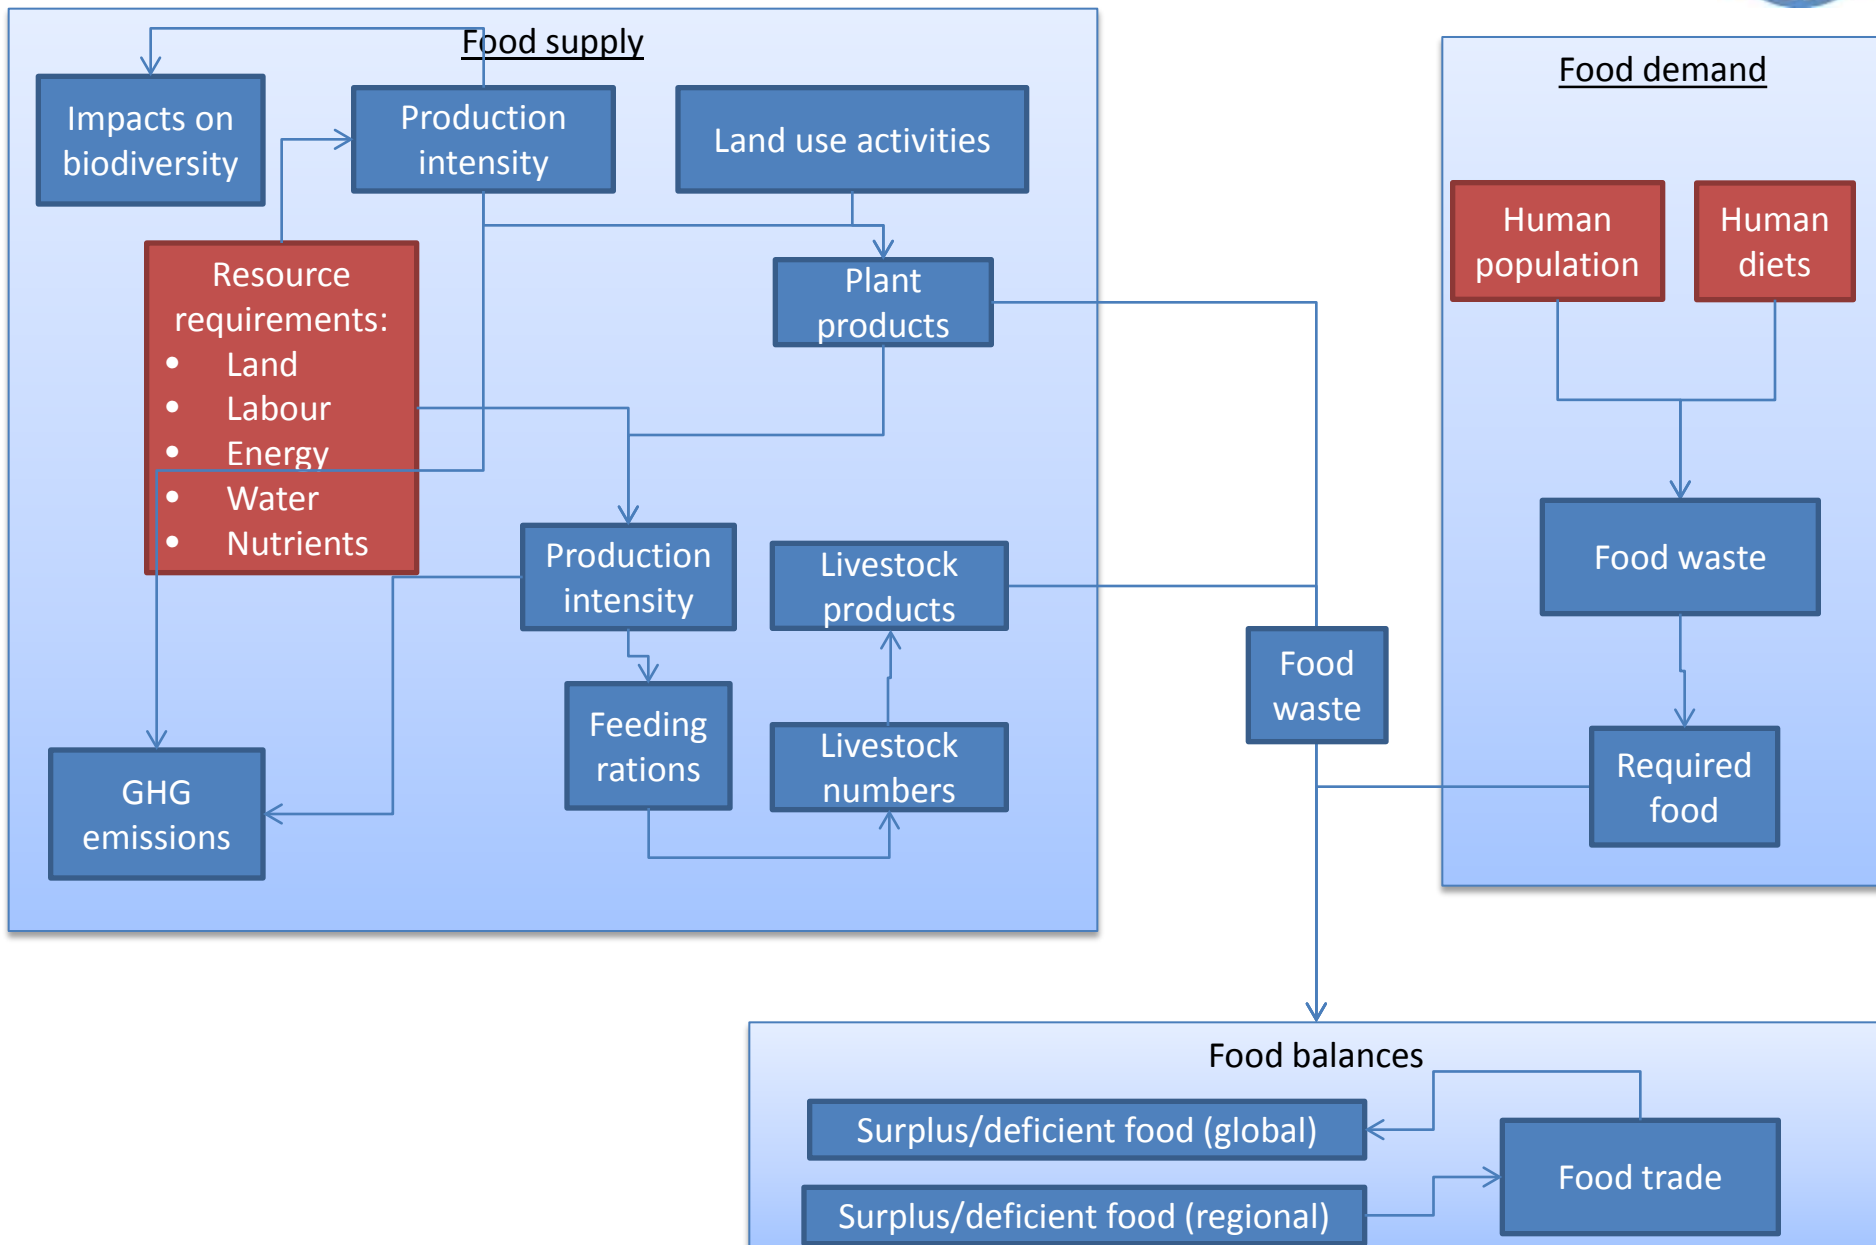 Food supply
Impacts on
biodiversity
Production
intensity
Land use activities
Resource
requirements:
• Land
• Labour
• Energy
• Water
• Nutrients
Plant
products
Production
intensity
Livestock
products
Feeding
rations
Livestock
numbers
GHG
emissions
Food
waste
Food demand
Human
population
Human
diets
Food waste
Required
food
Food balances
Surplus/deficient food (global)
Surplus/deficient food (regional)
Food trade